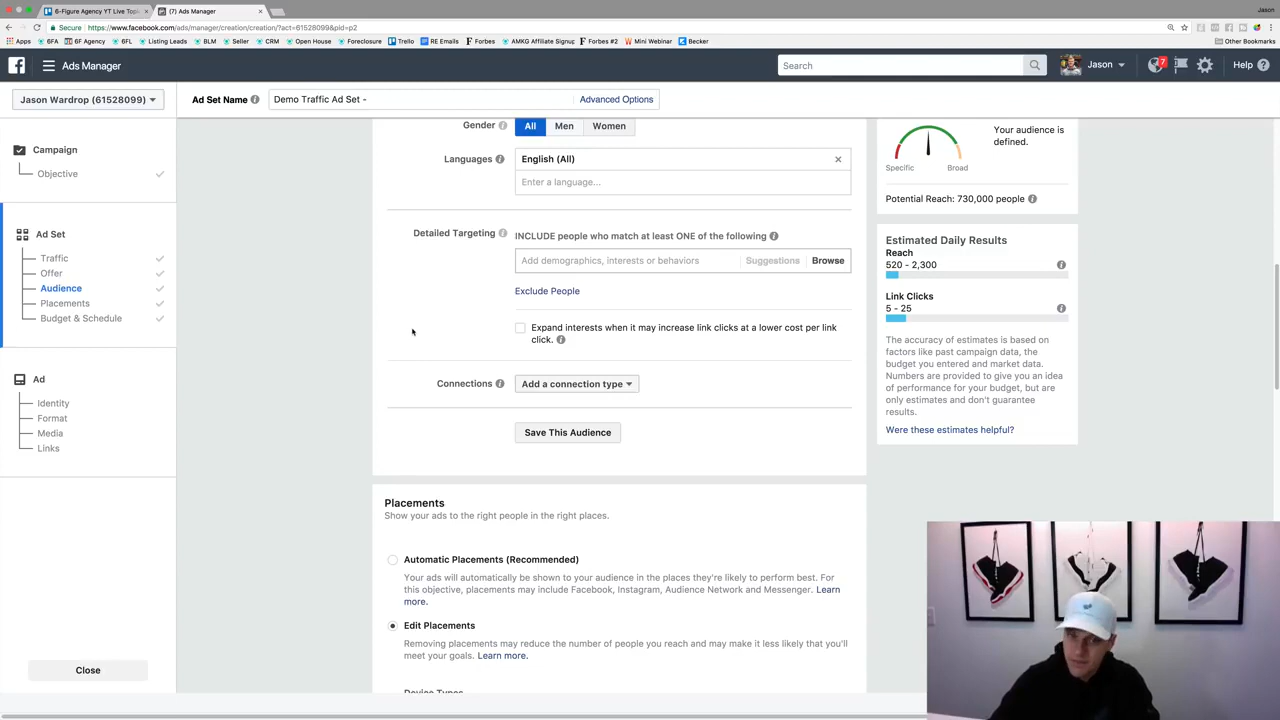 6-Figure Agency YT Live Topi
(7) Ads Manager
Jason
Secure
https://www.facebook.com/ads/manager/creation/creation/?act=61528099&pid=p2
Apps
6FA
6F Agency
6FL
Listing Leads
BLM
Seller
CRM
Open House
Foreclosure
Trello
RE Emails
Forbes
AMKG Affiliate Signup
Forbes #2
Mini Webinar
Becker
Other Bookmarks
Ads Manager
Search
Jason
7
Help
Jason Wardrop (61528099)
Ad Set Name
Demo Traffic Ad Set -
Advanced Options
Campaign
Objective
Ad Set
Traffic
Offer
Audience
Placements
Budget & Schedule
Ad
Identity
Format
Media
Links
Close
Gender
All
Men
Women
Languages
English (All)
Enter a language...
Detailed Targeting
INCLUDE people who match at least ONE of the following
Add demographics, interests or behaviors
Suggestions
Browse
Exclude People
Expand interests when it may increase link clicks at a lower cost per link
click.
Connections
Add a connection type
Save This Audience
Placements
Show your ads to the right people in the right places.
Automatic Placements (Recommended)
Your ads will automatically be shown to your audience in the places they're likely to perform best. For
this objective, placements may include Facebook, Instagram, Audience Network and Messenger. Learn
more.
Edit Placements
Removing placements may reduce the number of people you reach and may make it less likely that you'll
meet your goals. Learn more.
Device Types
Your audience is
defined.
Specific
Broad
Potential Reach: 730,000 people
Estimated Daily Results
Reach
520 - 2,300
Link Clicks
5 - 25
The accuracy of estimates is based on
factors like past campaign data, the
budget you entered and market data.
Numbers are provided to give you an idea
of performance for your budget, but are
only estimates and don't guarantee
results.
Were these estimates helpful?